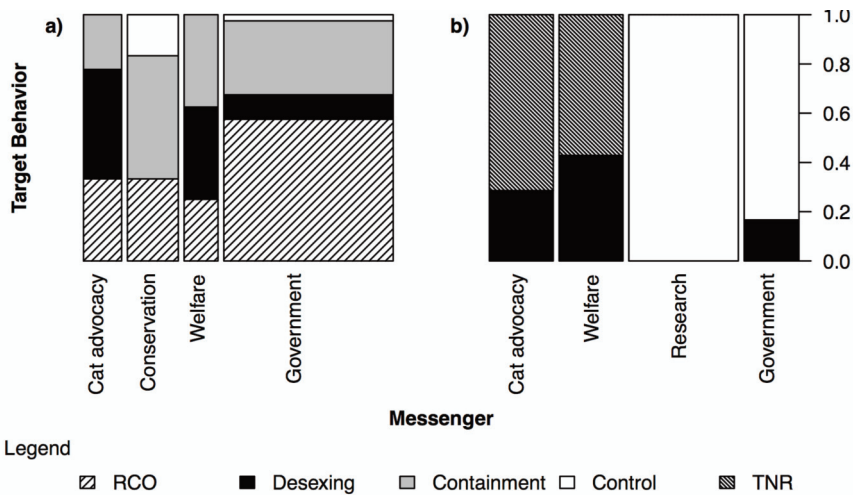 a)
b)
Target Behavior
1.0
0.8
0.6
0.4
0.2
0.0
Cat advocacy
Conservation
Welfare
Government
Cat advocacy
Welfare
Research
Government
Messenger
Legend
RCO Desexing Containment Control TNR